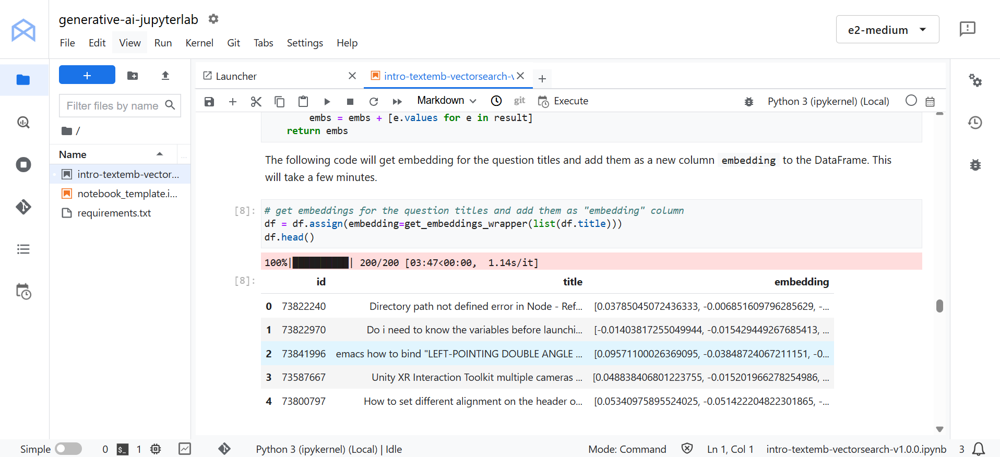 generative-ai-jupyterlab
File Edit View Run Kernel Git Tabs Settings Help
e2-medium
+
Filter files by name
/
Name
...
intro-textemb-vector...
notebook_template.i...
requirements.txt
Launcher
intro-textemb-vectorsearch-v
Markdown
git
Execute
Python 3 (ipykernel) (Local)
embs = embs + [e.values for e in result]
return embs
The following code will get embedding for the question titles and add them as a new column embedding to the DataFrame. This
will take a few minutes.
[8]:
# get embeddings for the question titles and add them as "embedding" column
df = df.assign(embedding=get_embeddings_wrapper(list(df.title)))
df.head()
100%|██████████| 200/200 [03:47<00:00,  1.14s/it]
[8]:
id title embedding
0 73822240 Directory path not defined error in Node - Ref... [0.03785045072436333, -0.006851609796285629, -...
1 73822970 Do i need to know the variables before launchi... [-0.01403817255049944, -0.015429449267685413, ...
2 73841996 emacs how to bind "LEFT-POINTING DOUBLE ANGLE ... [0.09571100026369095, -0.03848724067211151, -0...
3 73587667 Unity XR Interaction Toolkit multiple cameras ... [0.048838406801223755, -0.015201966278254986, ...
4 73800797 How to set different alignment on the header o... [0.05340975895524025, -0.051422204822301865, -...
Simple 0 $_ 1 Python 3 (ipykernel) (Local) | Idle Mode: Command Ln 1, Col 1 intro-textemb-vectorsearch-v1.0.0.ipynb 3